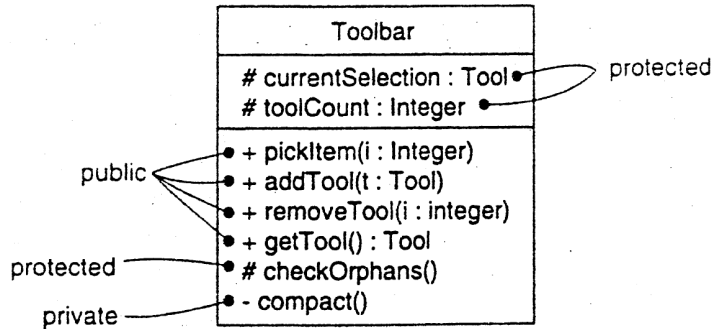 Toolbar
# currentSelection : Tool
protected
# toolCount : Integer
+ pickItem(i : Integer)
public
+ addTool(t : Tool)
+ removeTool(i : integer)
+ getTool() : Tool
protected
# checkOrphans()
private
- compact()